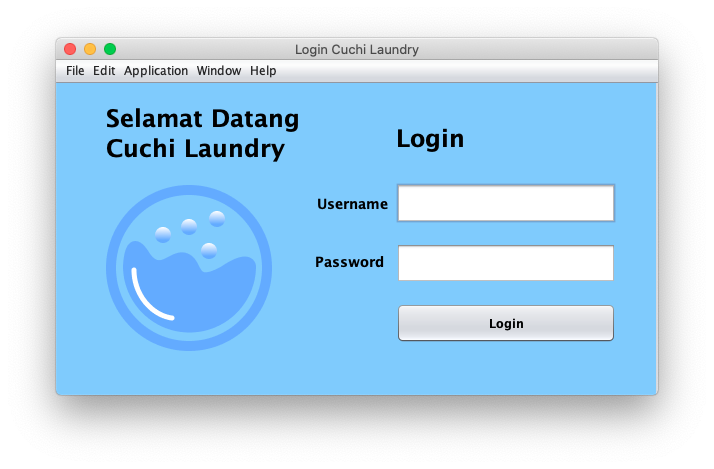 Login Cuchi Laundry
File Edit Application Window Help
Selamat Datang
Cuchi Laundry
Login
Username
Password
Login